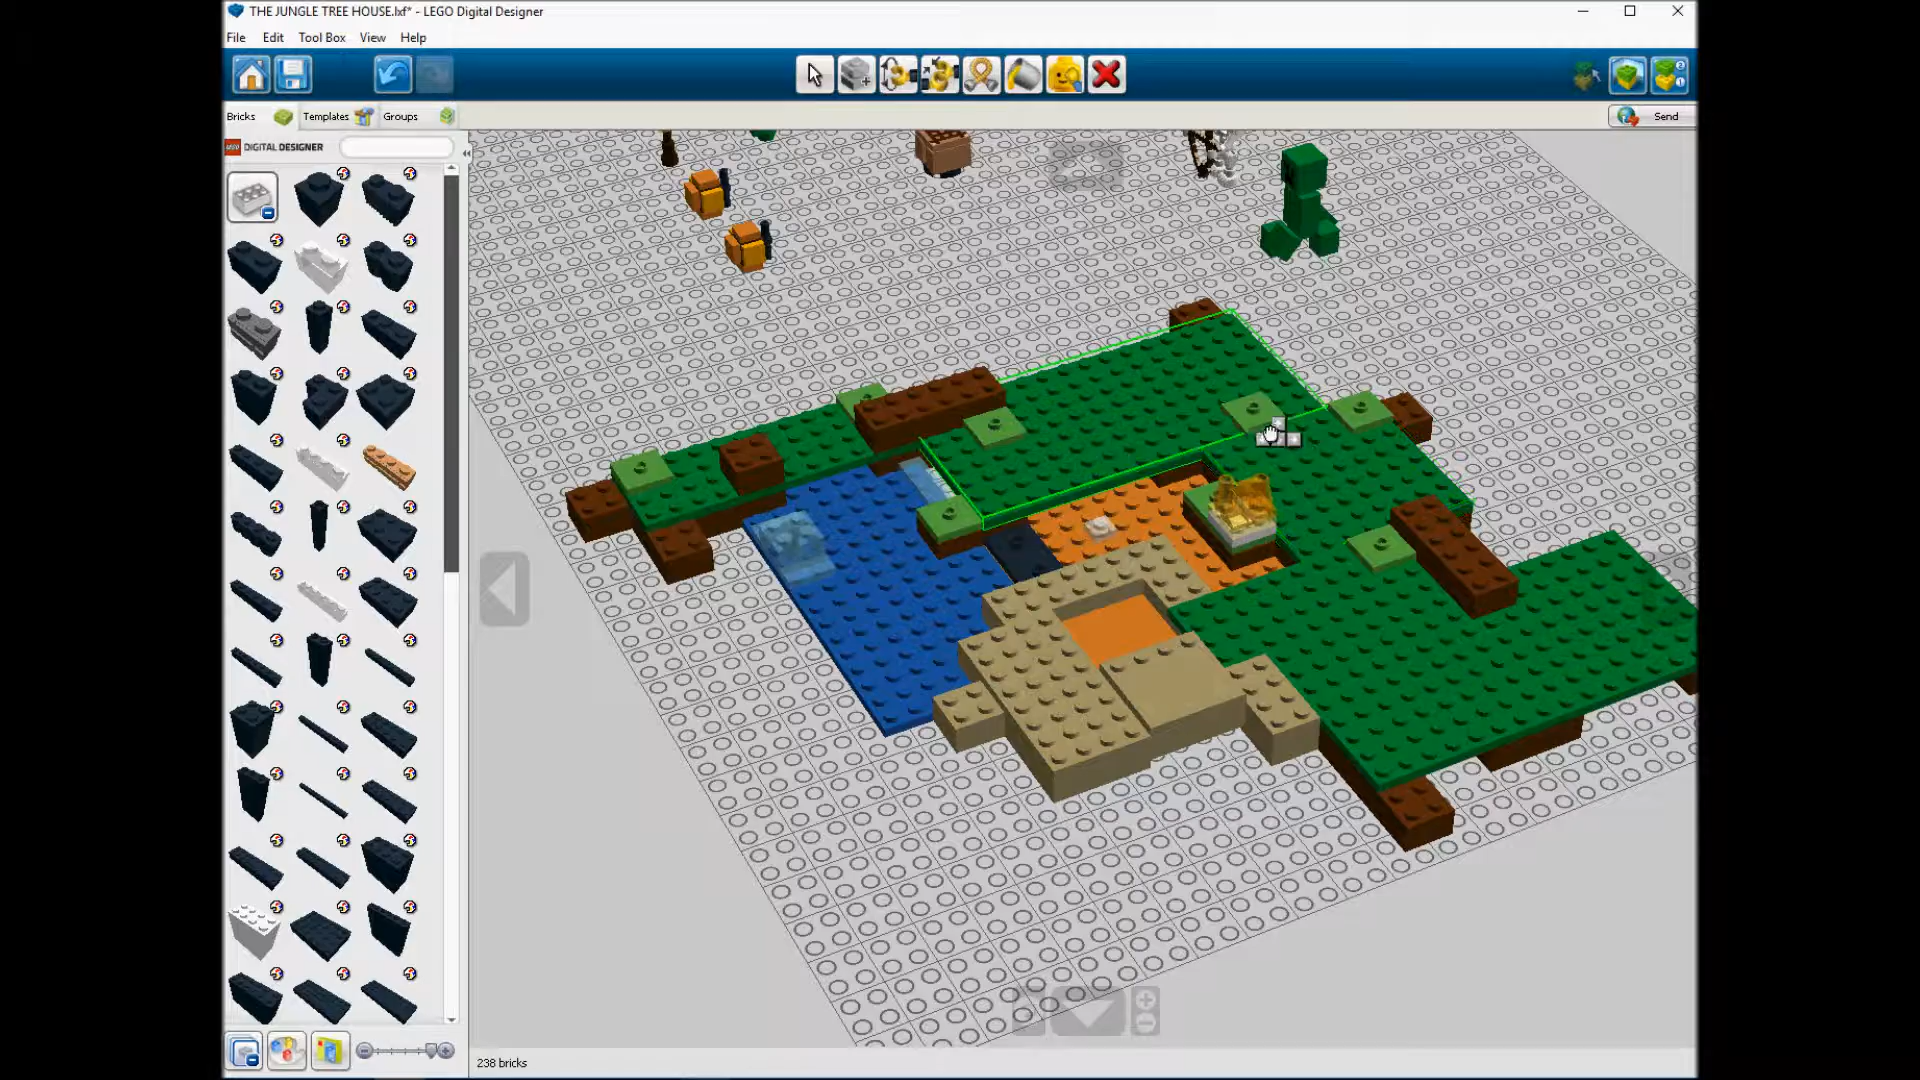 THE JUNGLE TREE HOUSE.lxf* - LEGO Digital Designer
File Edit Tool Box View Help
Bricks Templates Groups
Send
LEGO DIGITAL DESIGNER
238 bricks